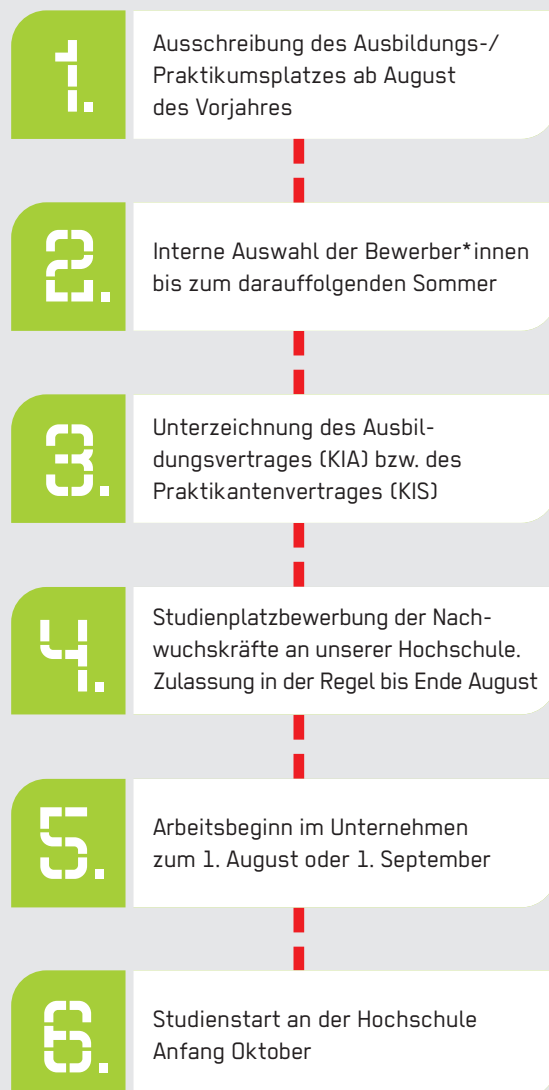 1.
Ausschreibung des Ausbildungs-/
Praktikumsplatzes ab August
des Vorjahres
2.
Interne Auswahl der Bewerber*innen
bis zum darauffolgenden Sommer
3.
Unterzeichnung des Ausbil-
dungsvertrages (KIA) bzw. des
Praktikantenvertrages (KIS)
4.
Studienplatzbewerbung der Nach-
wuchskräfte an unserer Hochschule.
Zulassung in der Regel bis Ende August
5.
Arbeitsbeginn im Unternehmen
zum 1. August oder 1. September
6.
Studienstart an der Hochschule
Anfang Oktober